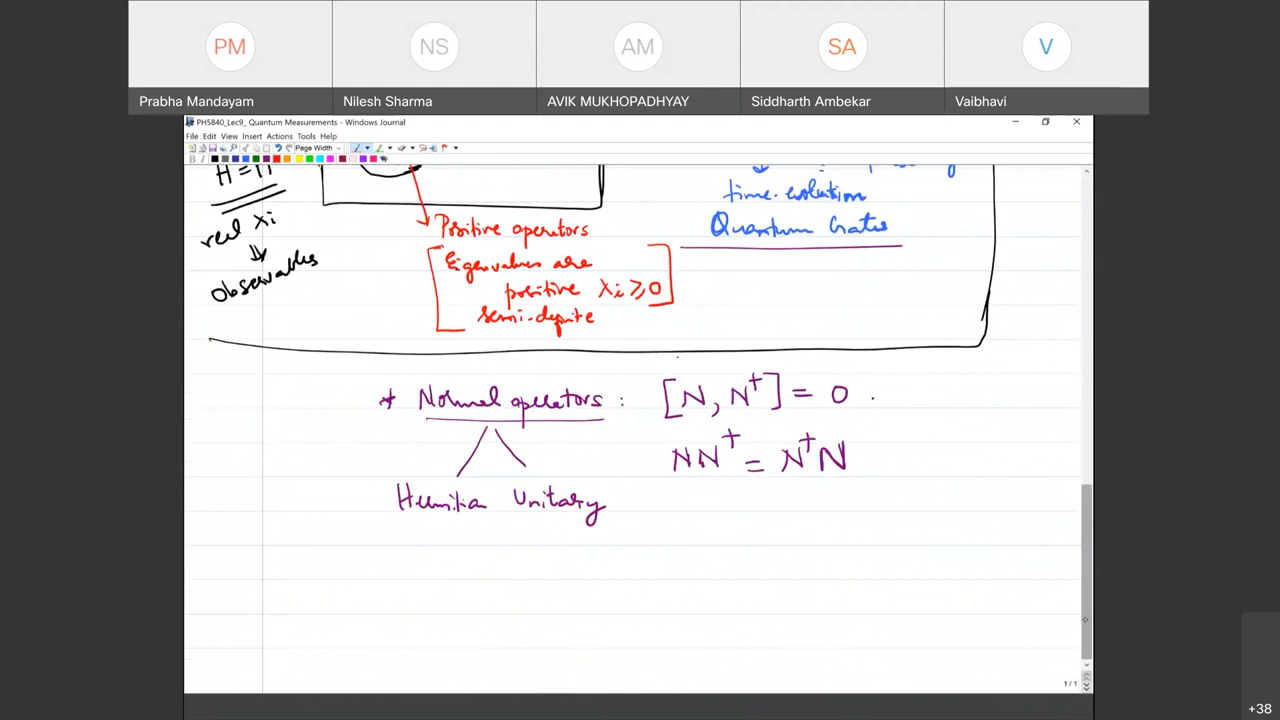 PM NS AM SA V
Prabha Mandayam Nilesh Sharma AVIK MUKHOPADHYAY Siddharth Ambekar Vaibhavi
PH5840_Lec9_ Quantum Measurements - Windows Journal
File Edit View Insert Actions Tools Help
Page Width
B I
H = H
real λi
observables
Positive operators
Eigenvalues are
positive λi ≥ 0
semi-definite
time-evolution
Quantum Gates
* Normal operators : [N, N†] = 0 .
NN† = N†N
Hermitian Unitary
1 / 1
+38